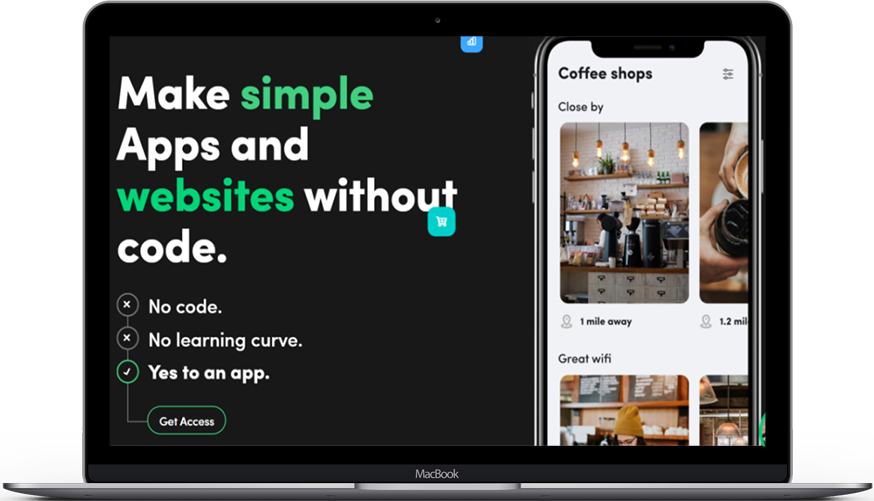 Make simple
Apps and
websites without
code.
No code.
No learning curve.
Yes to an app.
Get Access
Coffee shops
Close by
1 mile away
1.2 mil
Great wifi
MacBook